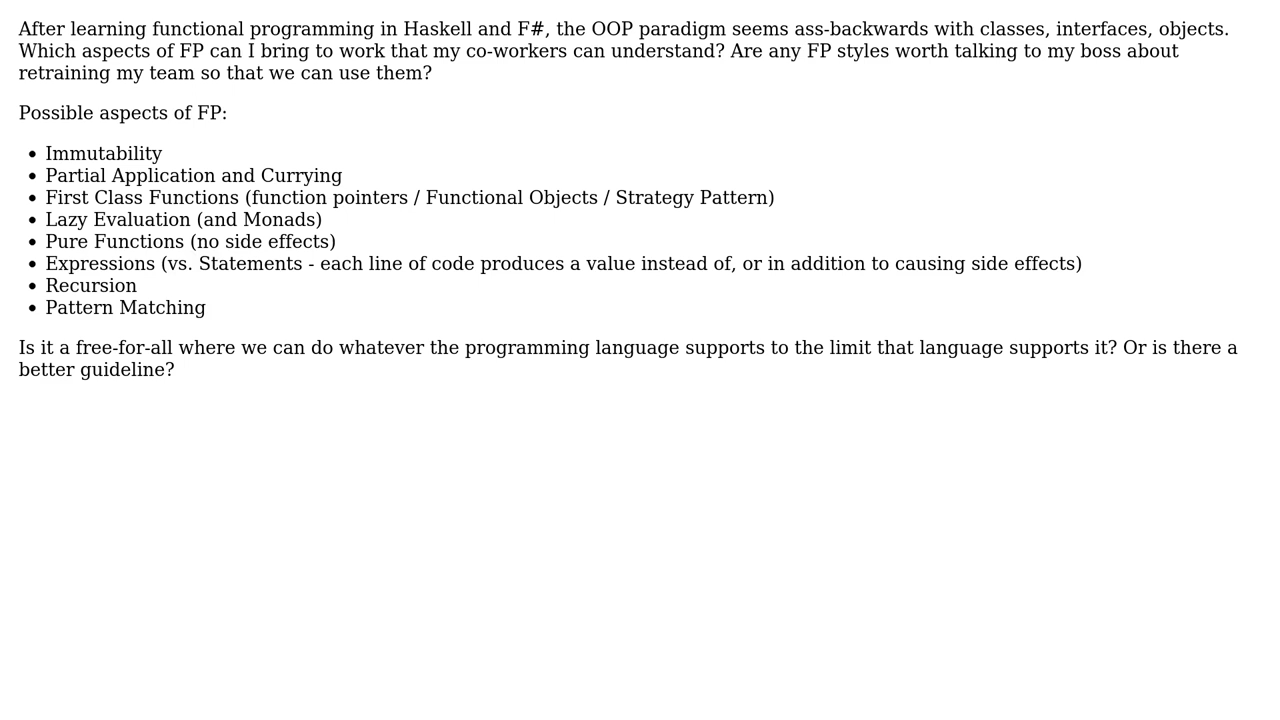 After learning functional programming in Haskell and F#, the OOP paradigm seems ass-backwards with classes, interfaces, objects.
Which aspects of FP can I bring to work that my co-workers can understand? Are any FP styles worth talking to my boss about
retraining my team so that we can use them?
Possible aspects of FP:
• Immutability
• Partial Application and Currying
• First Class Functions (function pointers / Functional Objects / Strategy Pattern)
• Lazy Evaluation (and Monads)
• Pure Functions (no side effects)
• Expressions (vs. Statements - each line of code produces a value instead of, or in addition to causing side effects)
• Recursion
• Pattern Matching
Is it a free-for-all where we can do whatever the programming language supports to the limit that language supports it? Or is there a
better guideline?